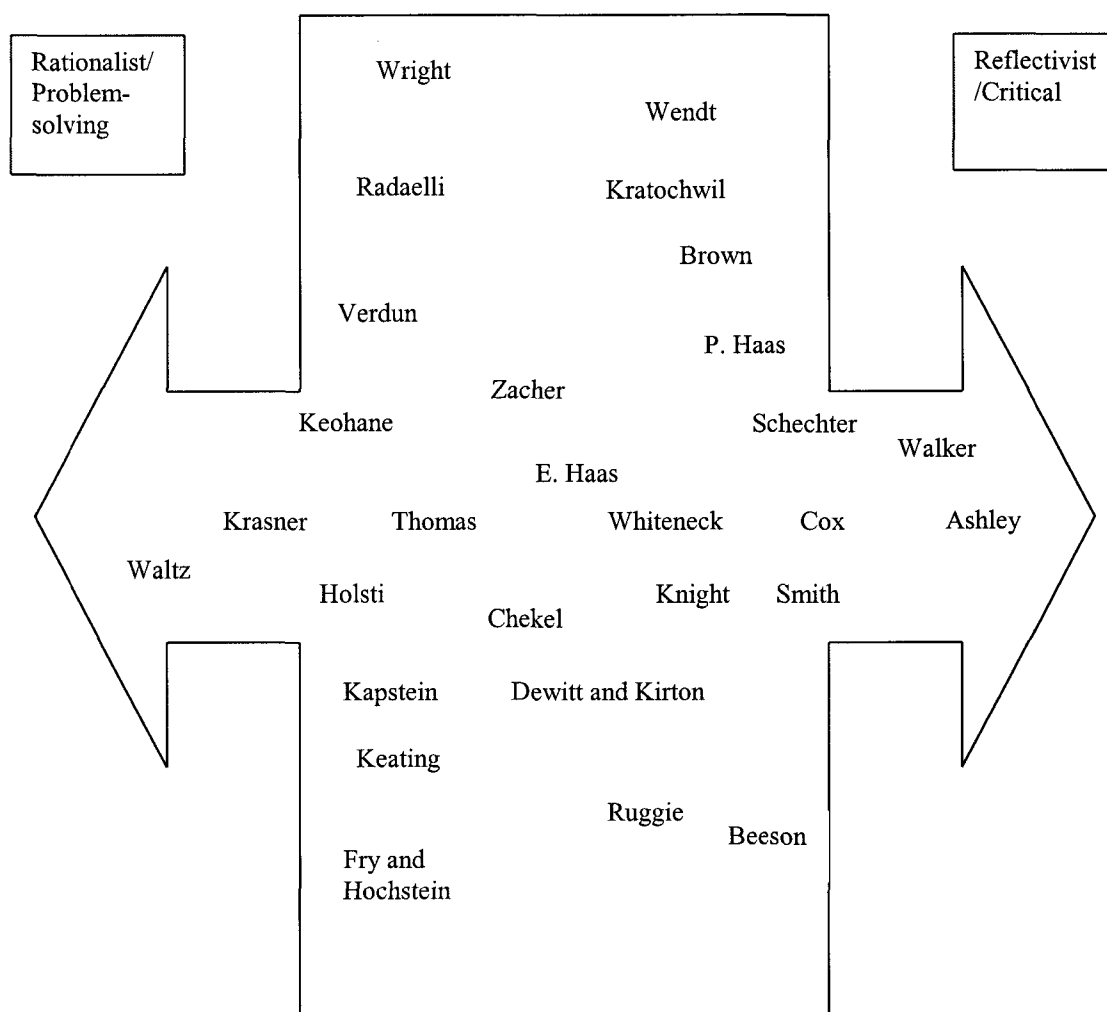 Rationalist/
Problem-
solving
Reflectivist
/Critical
Wright
Wendt
Radaelli
Kratochwil
Brown
Verdun
P. Haas
Zacher
Keohane
Schechter
Walker
E. Haas
Krasner
Thomas
Whiteneck
Cox
Ashley
Waltz
Holsti
Knight
Smith
Chekel
Kapstein
Dewitt and Kirton
Keating
Ruggie
Beeson
Fry and
Hochstein